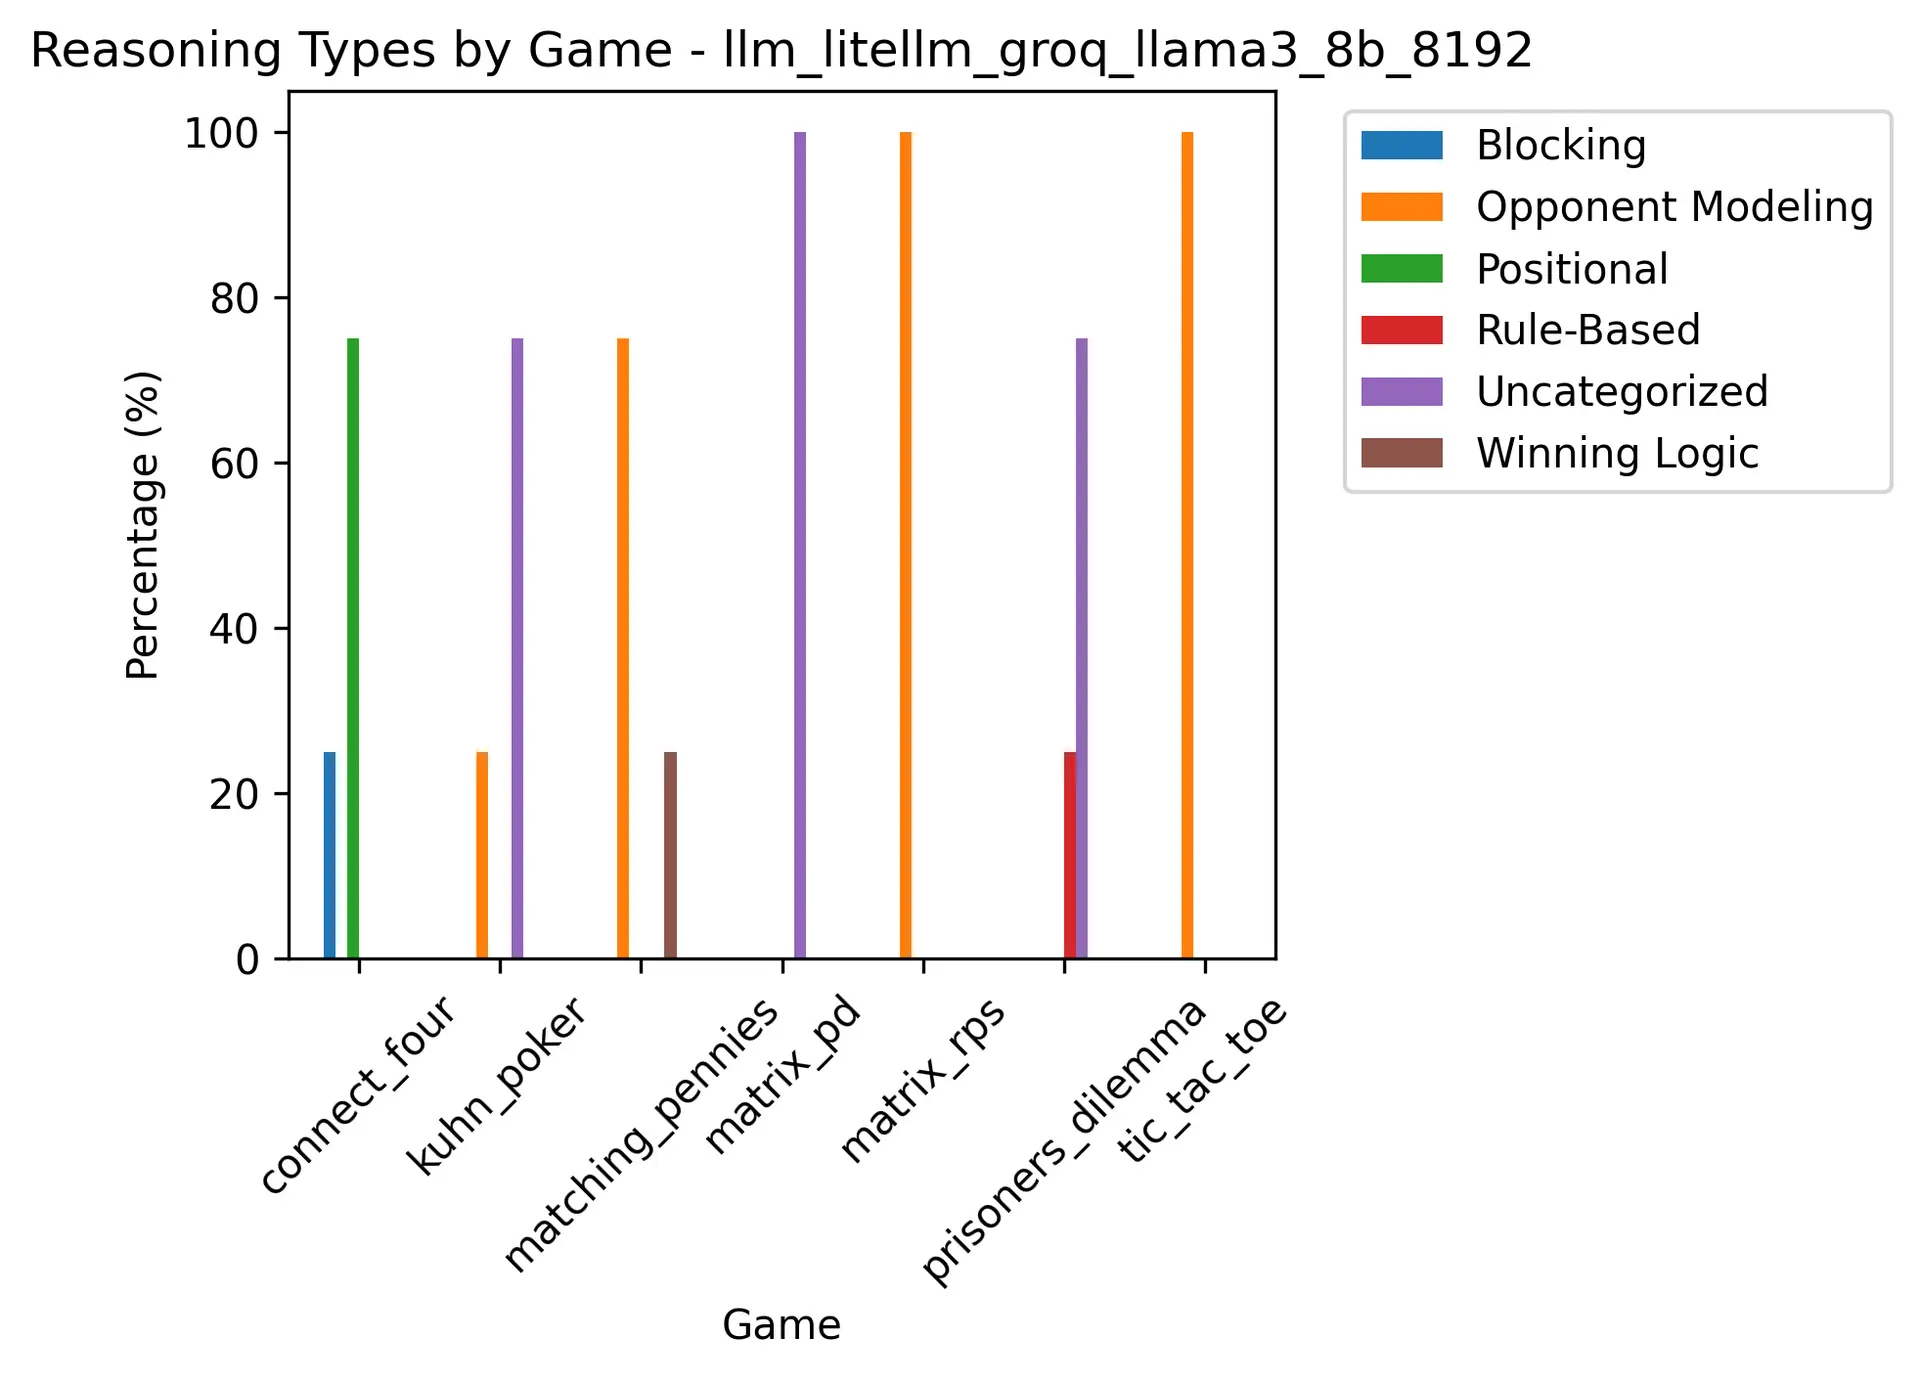 Reasoning Types by Game - llm_litellm_groq_llama3_8b_8192
Percentage (%)
100
80
60
40
20
0
connect_four
kuhn_poker
matching_pennies
matrix_pd
matrix_rps
prisoners_dilemma
tic_tac_toe
Game
Blocking
Opponent Modeling
Positional
Rule-Based
Uncategorized
Winning Logic